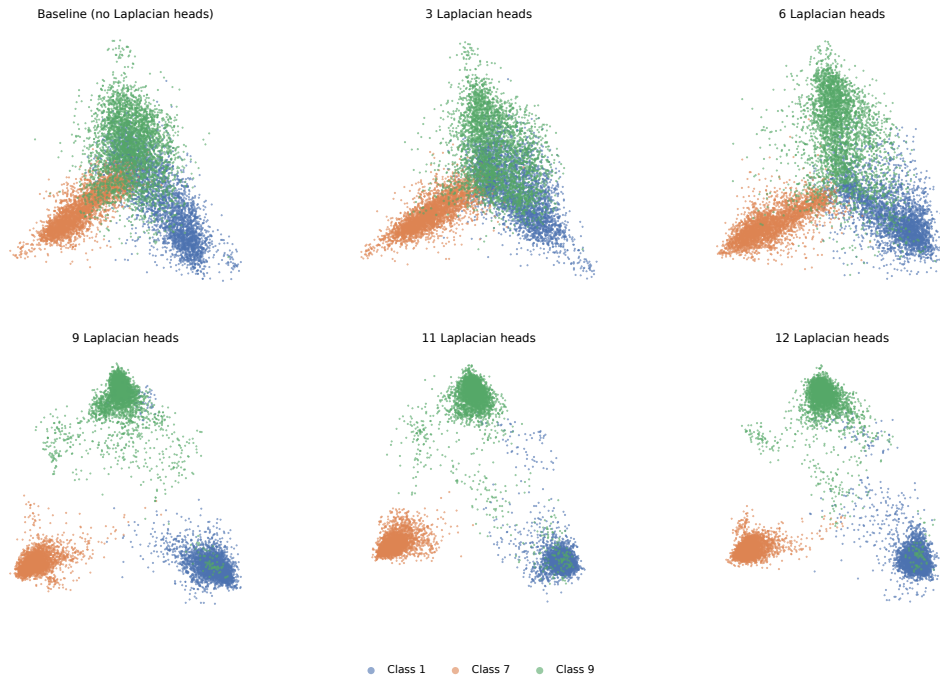 Baseline (no Laplacian heads)
3 Laplacian heads
6 Laplacian heads
9 Laplacian heads
11 Laplacian heads
12 Laplacian heads
Class 1 Class 7 Class 9